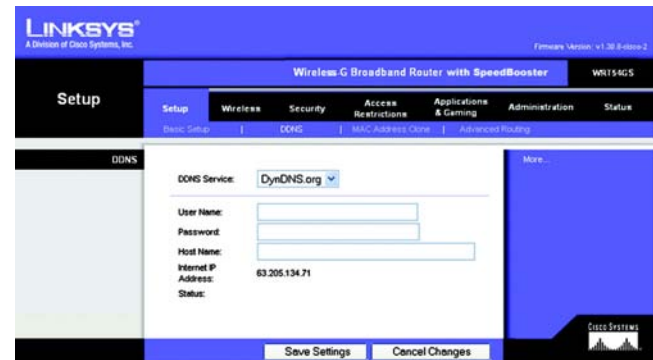 LINKSYS®
A Division of Cisco Systems, Inc.
Firmware Version: v1.30.8-cisco-2
Wireless-G Broadband Router with SpeedBooster WRT54GS
Setup
Setup Wireless Security Access Restrictions Applications & Gaming Administration Status
Basic Setup | DDNS | MAC Address Clone | Advanced Routing
DDNS
More...
DDNS Service: DynDNS.org
User Name:
Password:
Host Name:
Internet IP Address: 63.205.134.71
Status:
CISCO SYSTEMS
Save Settings Cancel Changes